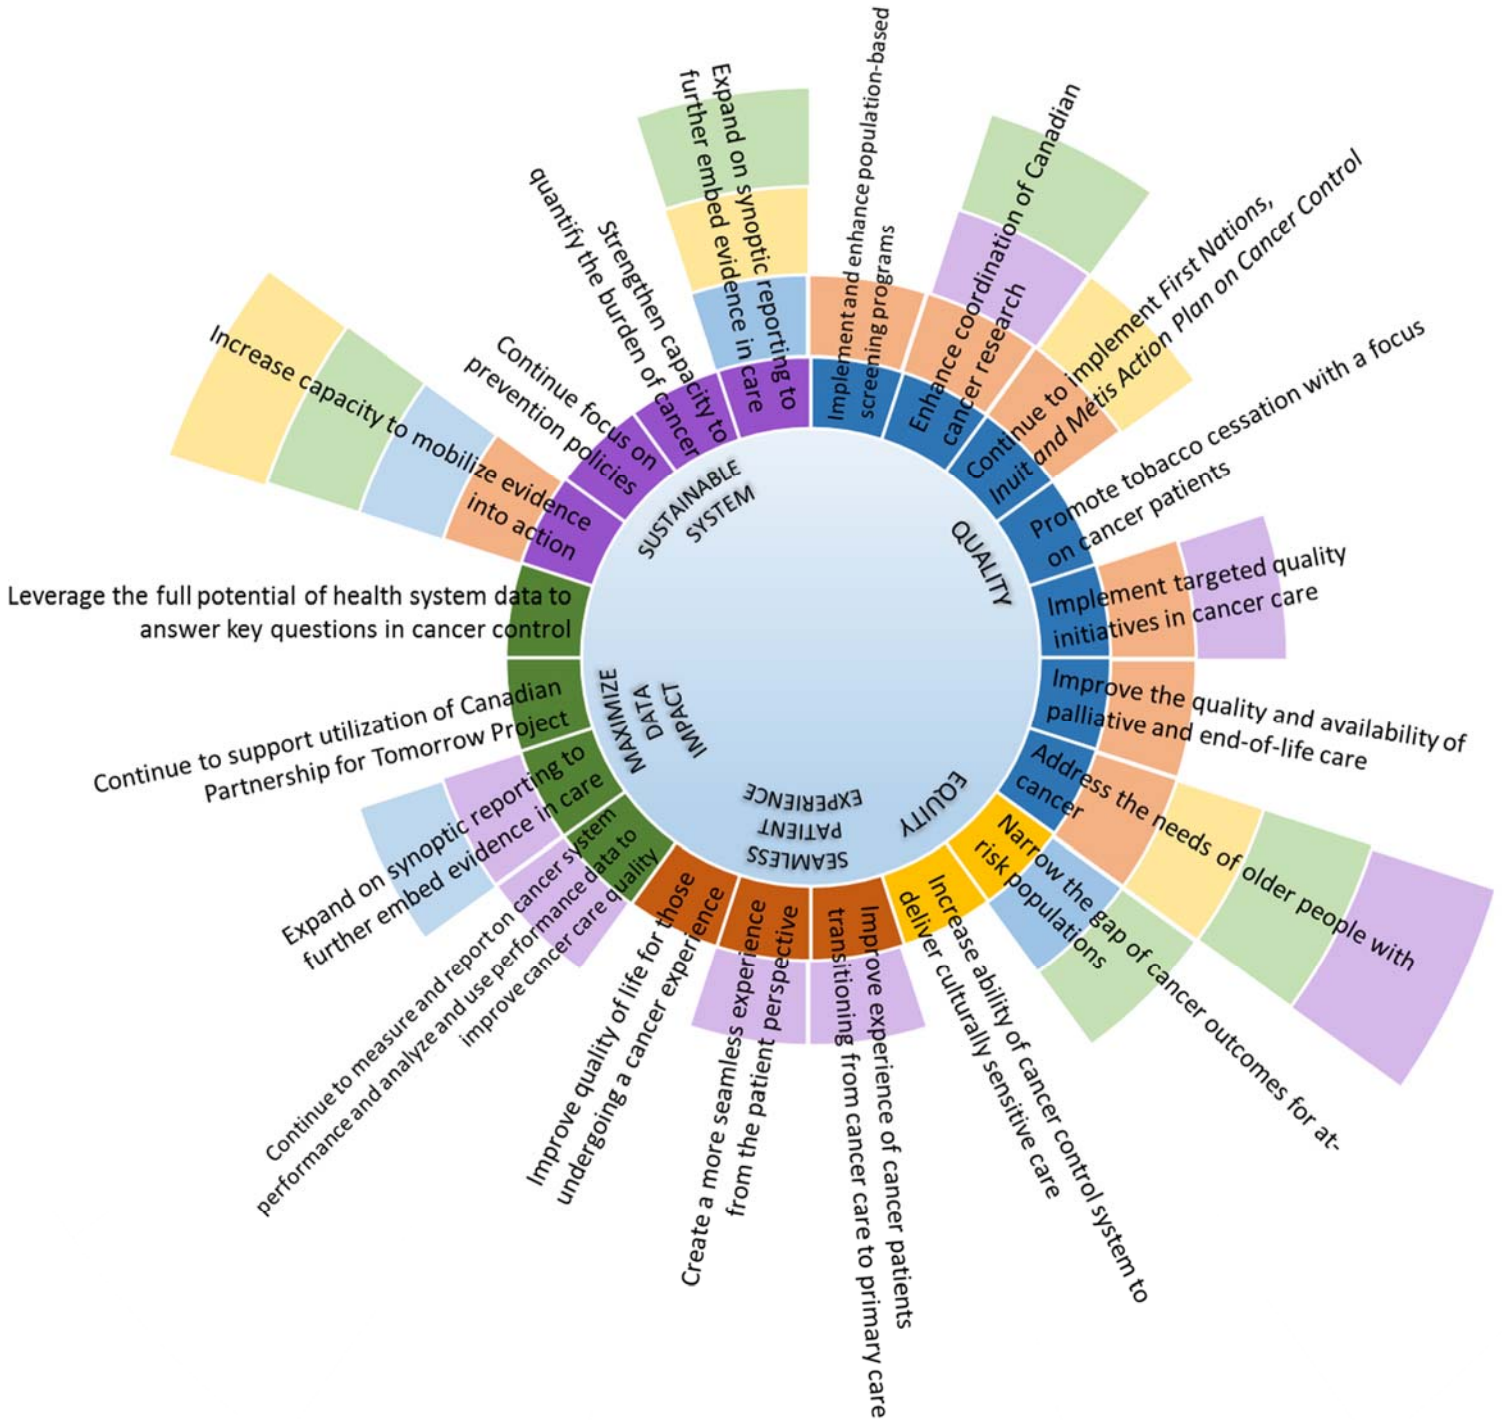 Implement and enhance population-based
screening programs
Enhance coordination of Canadian
cancer research
Continue to implement First Nations,
Inuit and Métis Action Plan on Cancer Control
Promote tobacco cessation with a focus
on cancer patients
Implement targeted quality
initiatives in cancer care
Improve the quality and availability of
palliative and end-of-life care
Address the needs of older people with
cancer
Narrow the gap of cancer outcomes for at-
risk populations
Increase ability of cancer control system to
deliver culturally sensitive care
Improve experience of cancer patients
transitioning from cancer care to primary care
Create a more seamless experience
from the patient perspective
Improve quality of life for those
undergoing a cancer experience
Continue to measure and report on cancer system
performance and analyze and use performance data to
improve cancer care quality
Expand on synoptic reporting to
further embed evidence in care
Continue to support utilization of Canadian
Partnership for Tomorrow Project
Leverage the full potential of health system data to
answer key questions in cancer control
Increase capacity to mobilize evidence
into action
Continue focus on
prevention policies
Strengthen capacity to
quantify the burden of cancer
Expand on synoptic reporting to
further embed evidence in care
QUALITY
EQUITY
SEAMLESS
PATIENT
EXPERIENCE
MAXIMIZE
DATA
IMPACT
SUSTAINABLE
SYSTEM